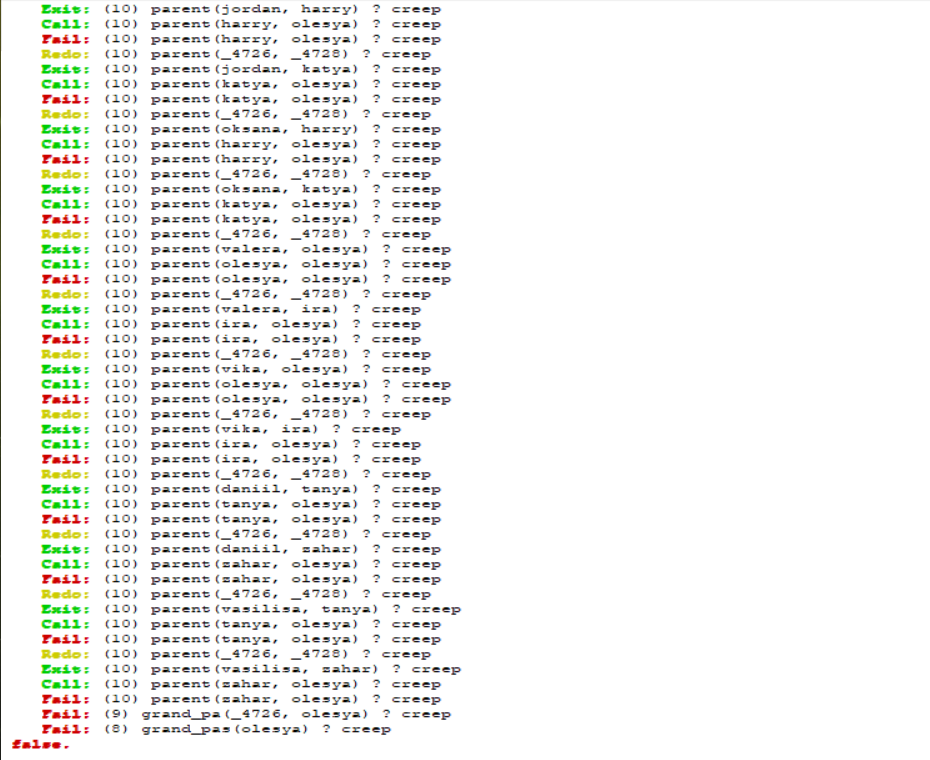 Exit: (10) parent(jordan, harry) ? creep
Call: (10) parent(harry, olesya) ? creep
Fail: (10) parent(harry, olesya) ? creep
Redo: (10) parent(_4726, _4728) ? creep
Exit: (10) parent(jordan, katya) ? creep
Call: (10) parent(katya, olesya) ? creep
Fail: (10) parent(katya, olesya) ? creep
Redo: (10) parent(_4726, _4728) ? creep
Exit: (10) parent(oksana, harry) ? creep
Call: (10) parent(harry, olesya) ? creep
Fail: (10) parent(harry, olesya) ? creep
Redo: (10) parent(_4726, _4728) ? creep
Exit: (10) parent(oksana, katya) ? creep
Call: (10) parent(katya, olesya) ? creep
Fail: (10) parent(katya, olesya) ? creep
Redo: (10) parent(_4726, _4728) ? creep
Exit: (10) parent(valera, olesya) ? creep
Call: (10) parent(olesya, olesya) ? creep
Fail: (10) parent(olesya, olesya) ? creep
Redo: (10) parent(_4726, _4728) ? creep
Exit: (10) parent(valera, ira) ? creep
Call: (10) parent(ira, olesya) ? creep
Fail: (10) parent(ira, olesya) ? creep
Redo: (10) parent(_4726, _4728) ? creep
Exit: (10) parent(vika, olesya) ? creep
Call: (10) parent(olesya, olesya) ? creep
Fail: (10) parent(olesya, olesya) ? creep
Redo: (10) parent(_4726, _4728) ? creep
Exit: (10) parent(vika, ira) ? creep
Call: (10) parent(ira, olesya) ? creep
Fail: (10) parent(ira, olesya) ? creep
Redo: (10) parent(_4726, _4728) ? creep
Exit: (10) parent(daniil, tanya) ? creep
Call: (10) parent(tanya, olesya) ? creep
Fail: (10) parent(tanya, olesya) ? creep
Redo: (10) parent(_4726, _4728) ? creep
Exit: (10) parent(daniil, zahar) ? creep
Call: (10) parent(zahar, olesya) ? creep
Fail: (10) parent(zahar, olesya) ? creep
Redo: (10) parent(_4726, _4728) ? creep
Exit: (10) parent(vasilisa, tanya) ? creep
Call: (10) parent(tanya, olesya) ? creep
Fail: (10) parent(tanya, olesya) ? creep
Redo: (10) parent(_4726, _4728) ? creep
Exit: (10) parent(vasilisa, zahar) ? creep
Call: (10) parent(zahar, olesya) ? creep
Fail: (10) parent(zahar, olesya) ? creep
Fail: (9) grand_pa(_4726, olesya) ? creep
Fail: (8) grand_pas(olesya) ? creep
false.